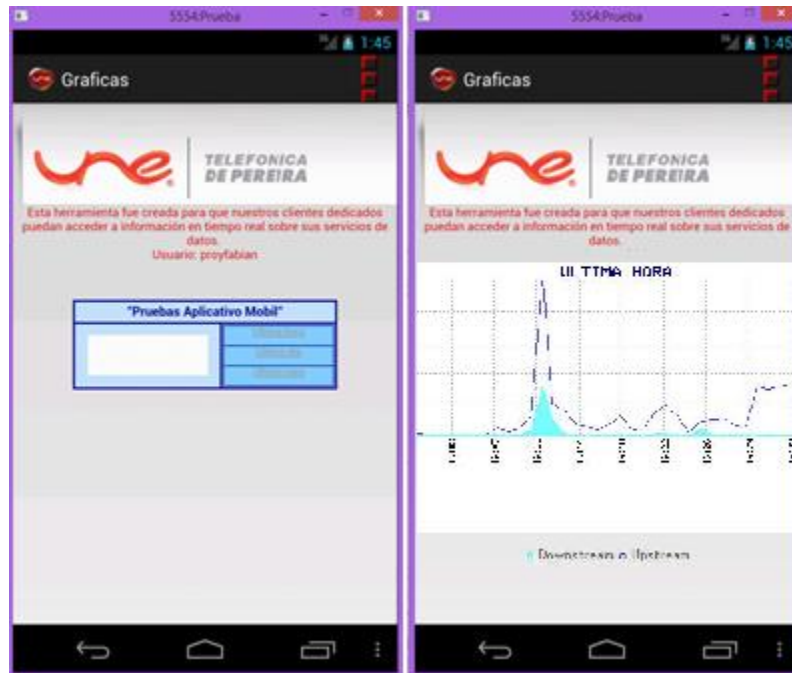 5554:Prueba
1:45
Graficas
une
TELEFONICA
DE PEREIRA
Esta herramienta fue creada para que nuestros clientes dedicados
puedan acceder a información en tiempo real sobre sus servicios de
datos.
Usuario: proyfabian
"Pruebas Aplicativo Mobil"
5554:Prueba
1:45
Graficas
une
TELEFONICA
DE PEREIRA
Esta herramienta fue creada para que nuestros clientes dedicados
puedan acceder a información en tiempo real sobre sus servicios de
datos.
ULTIMA HORA
Downstream Upstream